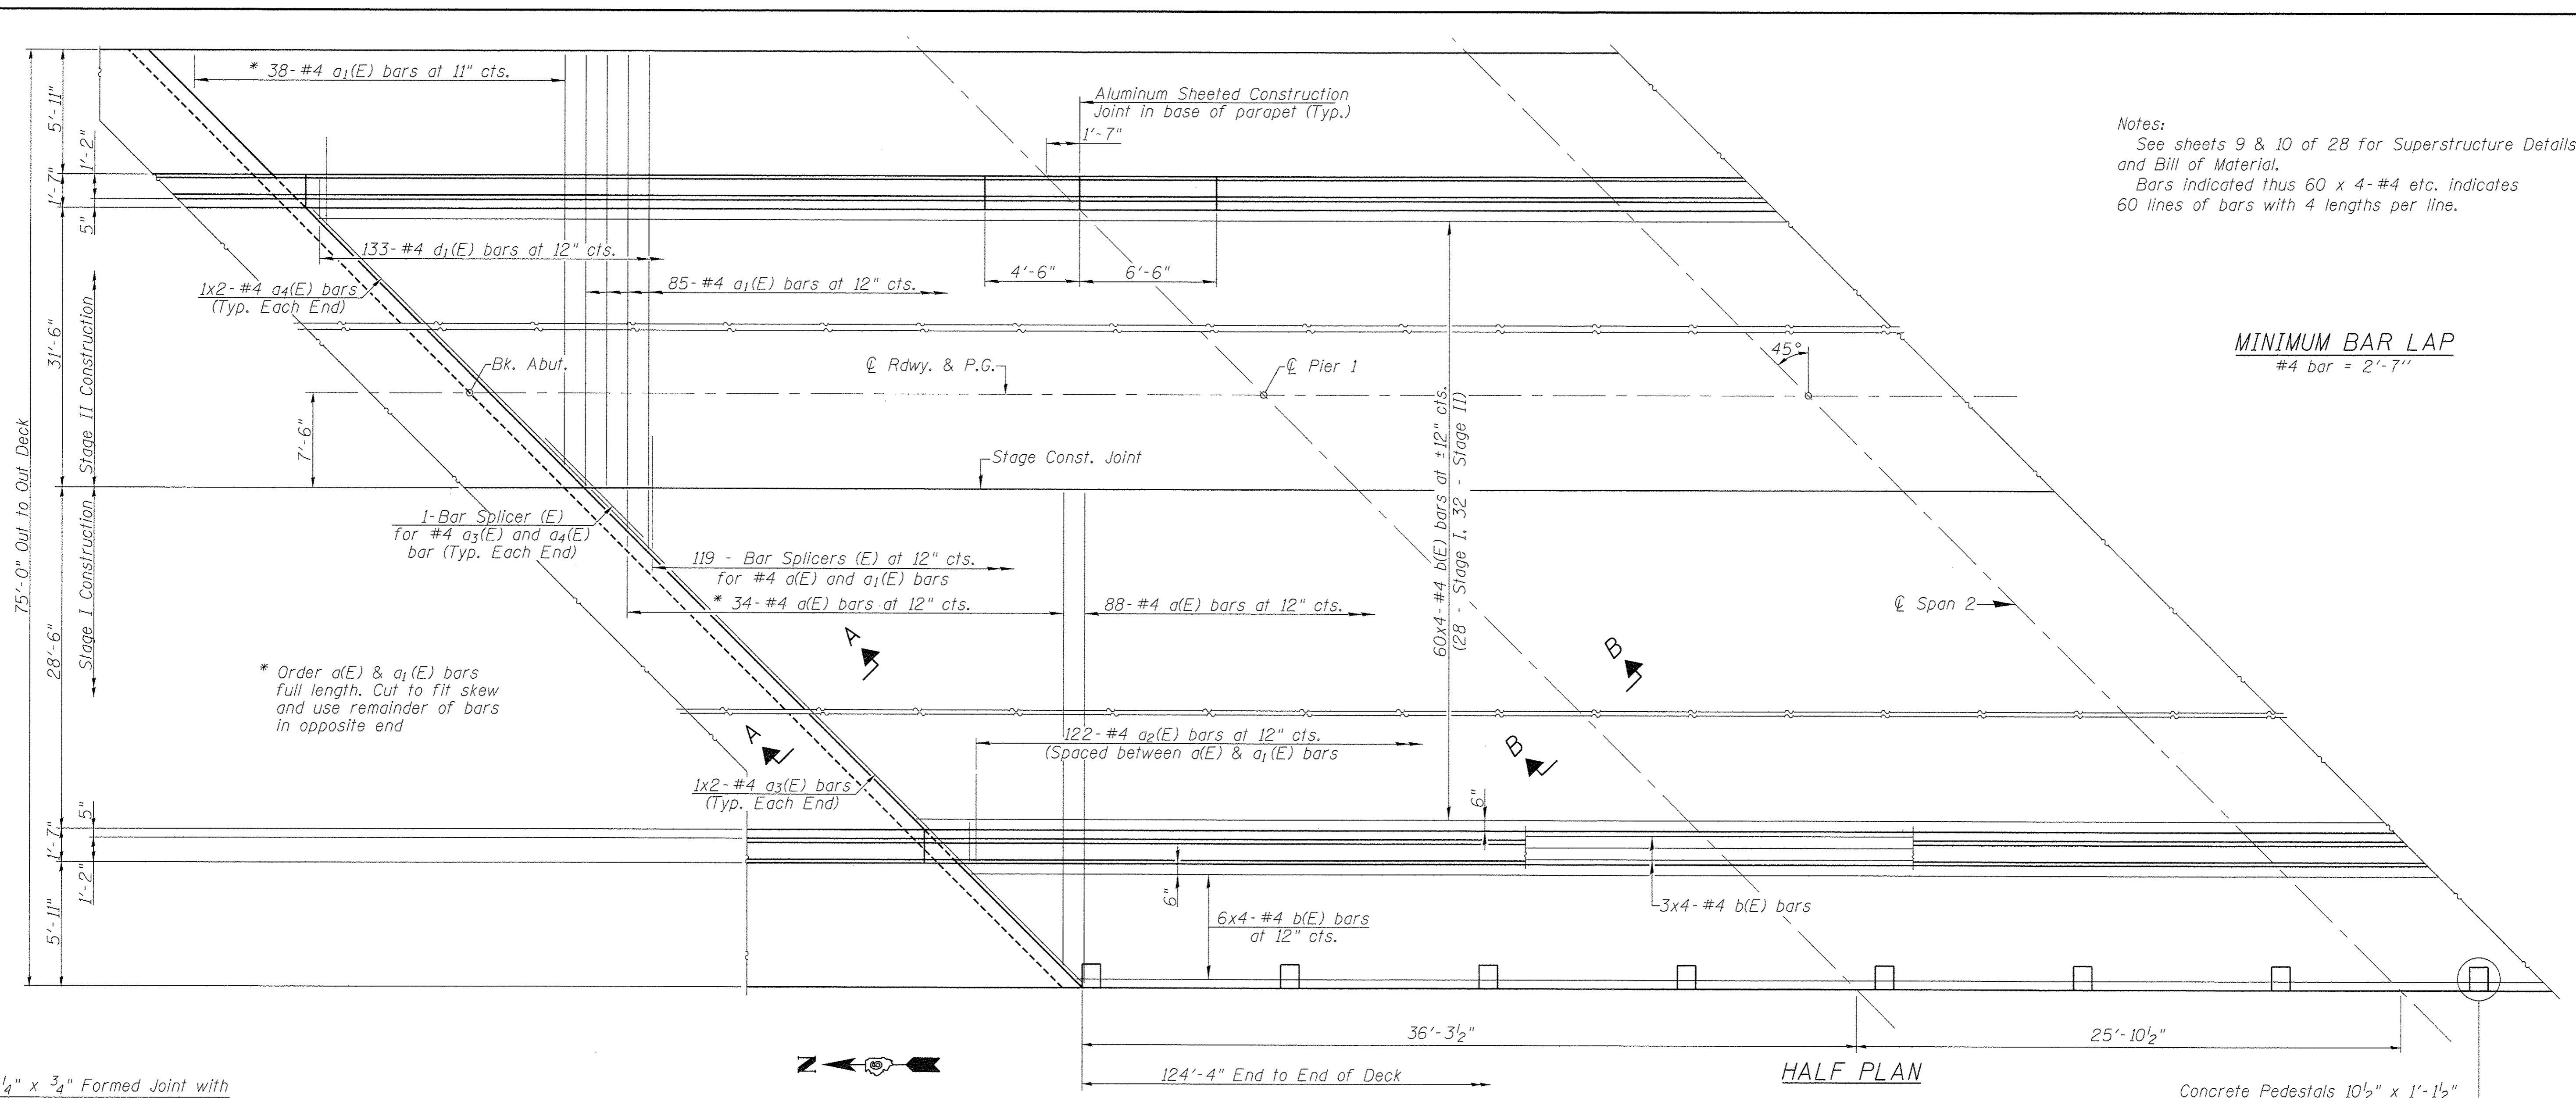 * 38-#4 a1(E) bars at 11" cts.
Aluminum Sheeted Construction
Joint in base of parapet (Typ.)
1'-7"
Notes:
See sheets 9 & 10 of 28 for Superstructure Details
and Bill of Material.
Bars indicated thus 60 x 4-#4 etc. indicates
60 lines of bars with 4 lengths per line.
5'-11"
1'-2"
1'-7"
5"
133-#4 d1(E) bars at 12" cts.
4'-6"
6'-6"
1x2-#4 a4(E) bars
(Typ. Each End)
85-#4 a1(E) bars at 12" cts.
MINIMUM BAR LAP
#4 bar = 2'-7"
45°
31'-6"
Stage II Construction
Bk. Abut.
℄ Rdwy. & P.G.
℄ Pier 1
7'-6"
75'-0" Out to Out Deck
60x4-#4 b(E) bars at ±12" cts.
(28 - Stage I, 32 - Stage II)
Stage Const. Joint
1-Bar Splicer (E)
for #4 a3(E) and a4(E)
bar (Typ. Each End)
119 - Bar Splicers (E) at 12" cts.
for #4 a(E) and a1(E) bars
* 34-#4 a(E) bars at 12" cts.
88-#4 a(E) bars at 12" cts.
℄ Span 2
28'-6"
Stage I Construction
A
B
* Order a(E) & a1(E) bars
full length. Cut to fit skew
and use remainder of bars
in opposite end
A
B
122-#4 a2(E) bars at 12" cts.
(Spaced between a(E) & a1(E) bars
1x2-#4 a3(E) bars
(Typ. Each End)
6"
5"
1'-7"
1'-2"
6"
5'-11"
6x4-#4 b(E) bars
at 12" cts.
3x4-#4 b(E) bars
36'-3½"
25'-10½"
N
HALF PLAN
124'-4" End to End of Deck
¼" x ¾" Formed Joint with
Concrete Pedestals 10½" x 1'-1½"